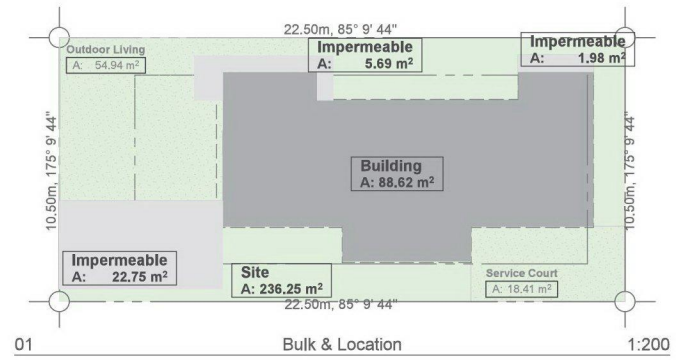 22.50m, 85° 9' 44"
Outdoor Living
A: 54.94 m²
Impermeable
A: 5.69 m²
Impermeable
A: 1.98 m²
10.50m, 175° 9' 44"
Building
A: 88.62 m²
10.50m, 175° 9' 44"
Impermeable
A: 22.75 m²
Site
A: 236.25 m²
Service Court
A: 18.41 m²
22.50m, 85° 9' 44"
01 Bulk & Location 1:200